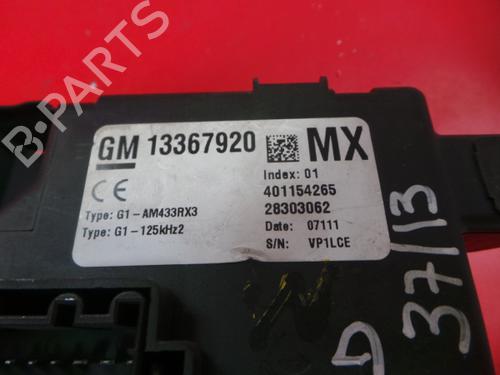 GM 13367920 MX
Index: 01
401154265
28303062
Type: G1-AM433RX3
Type: G1-125kHz2
Date: 07111
S/N: VP1LCE
D 37/13
B-Parts